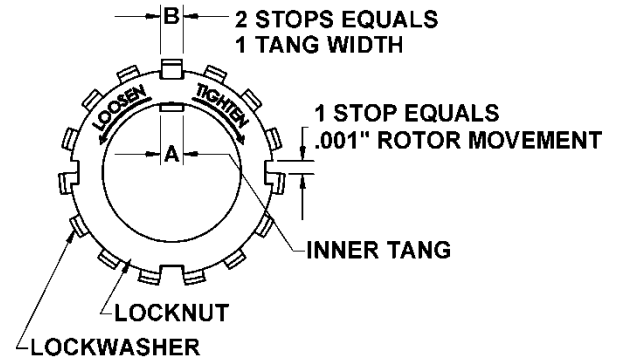 B
2 STOPS EQUALS
1 TANG WIDTH
LOOSEN
TIGHTEN
1 STOP EQUALS
.001" ROTOR MOVEMENT
A
INNER TANG
LOCKNUT
LOCKWASHER